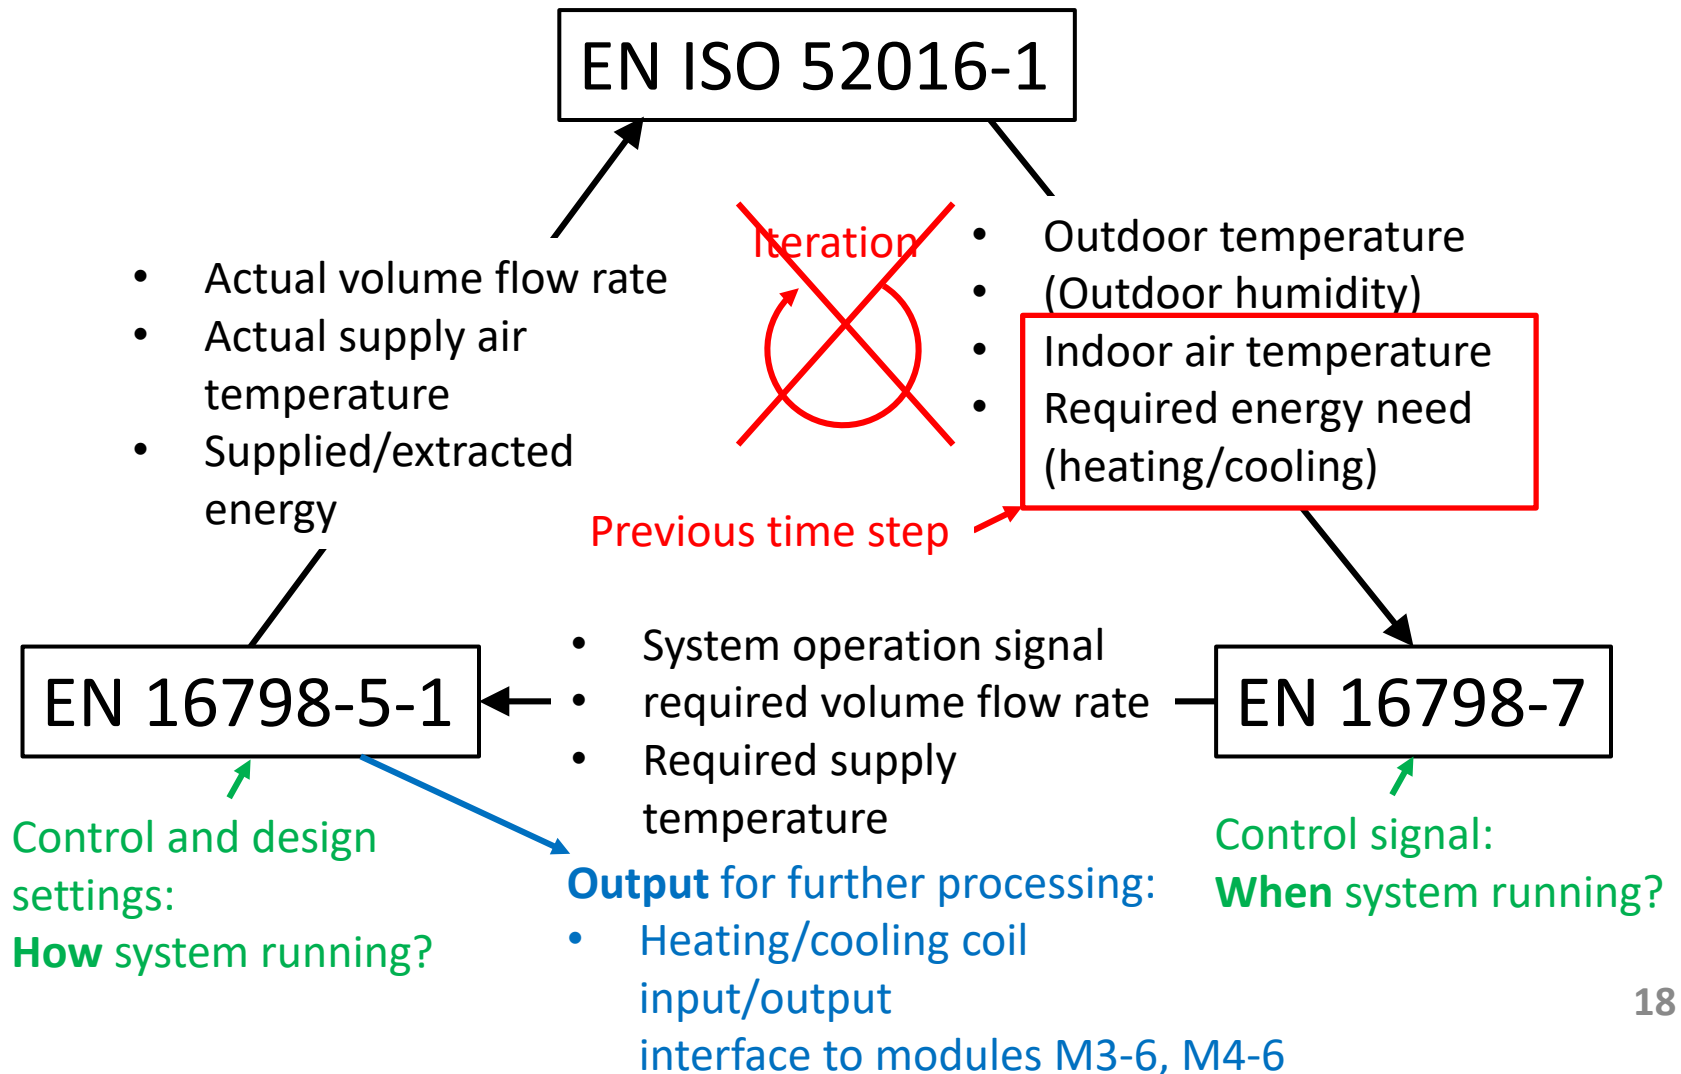 EN ISO 52016-1
Iteration
• Outdoor temperature
• (Outdoor humidity)
• Indoor air temperature
• Required energy need
(heating/cooling)
• Actual volume flow rate
• Actual supply air
temperature
• Supplied/extracted
energy
Previous time step
EN 16798-5-1
• System operation signal
• required volume flow rate
• Required supply
temperature
EN 16798-7
Control and design
settings:
How system running?
Output for further processing:
• Heating/cooling coil
input/output
interface to modules M3-6, M4-6
Control signal:
When system running?
18